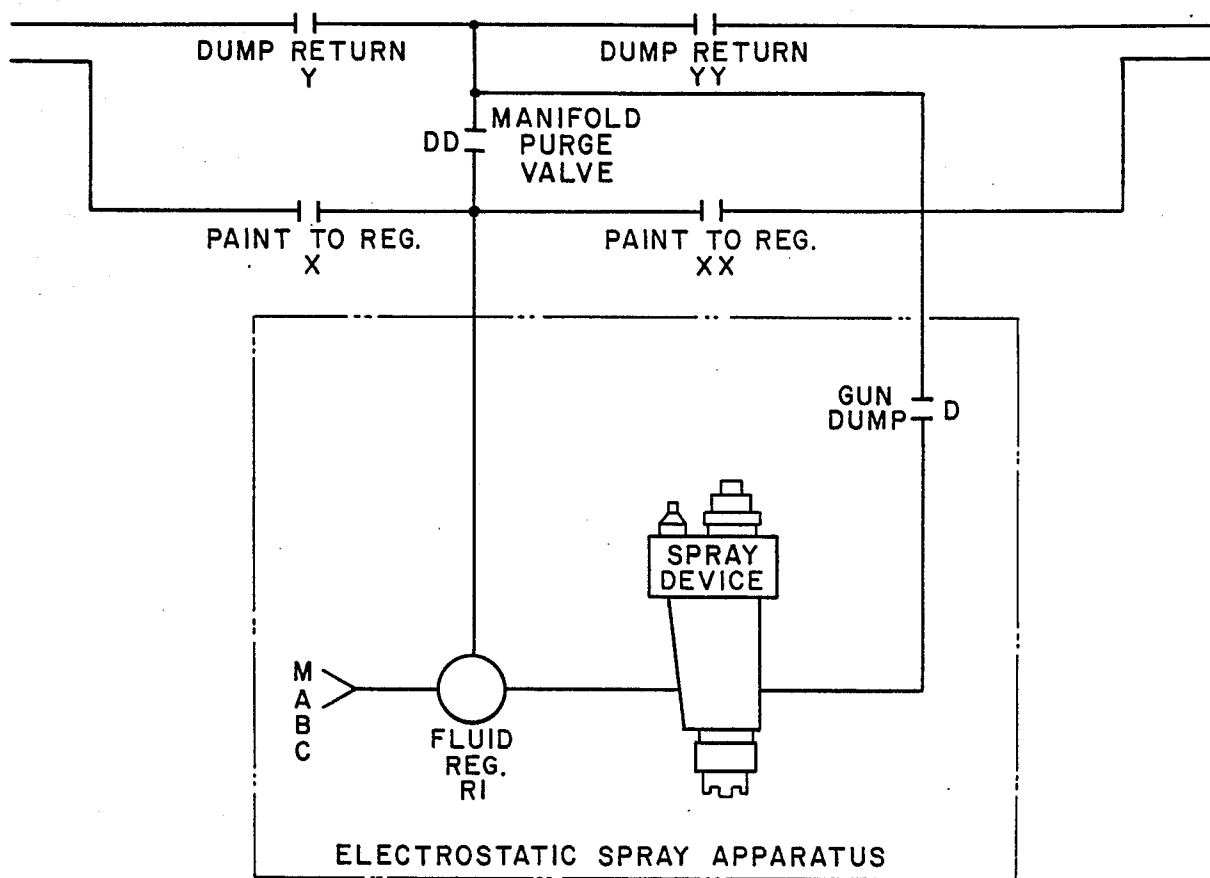 DUMP RETURN
Y
DUMP RETURN
YY
DD
MANIFOLD
PURGE
VALVE
PAINT TO REG.
X
PAINT TO REG.
XX
GUN
DUMP
D
SPRAY
DEVICE
M
A
B
C
FLUID
REG.
R1
ELECTROSTATIC SPRAY APPARATUS